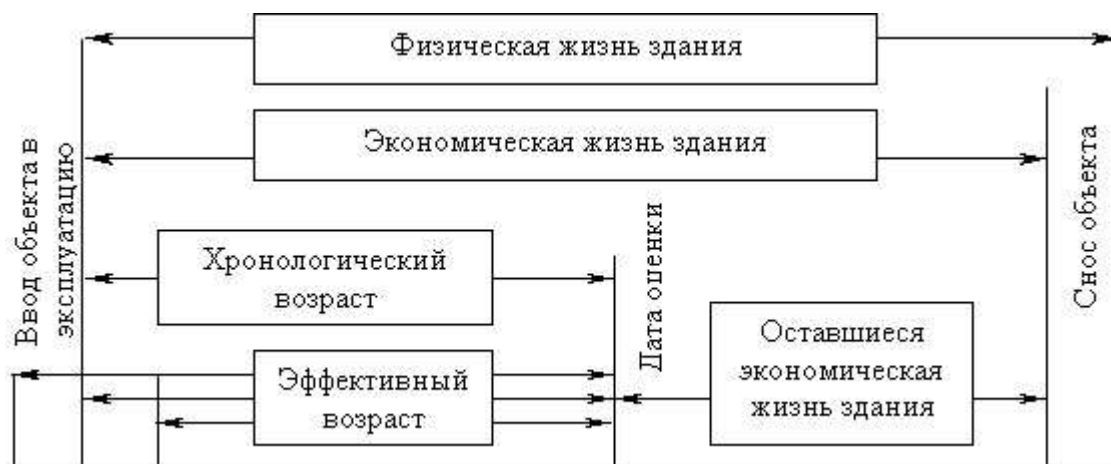 Физическая жизнь здания
Экономическая жизнь здания
Ввод объекта в
эксплуатацию
Хронологический
возраст
Эффективный
возраст
Дата оценки
Оставшиеся
экономическая
жизнь здания
Снос объекта